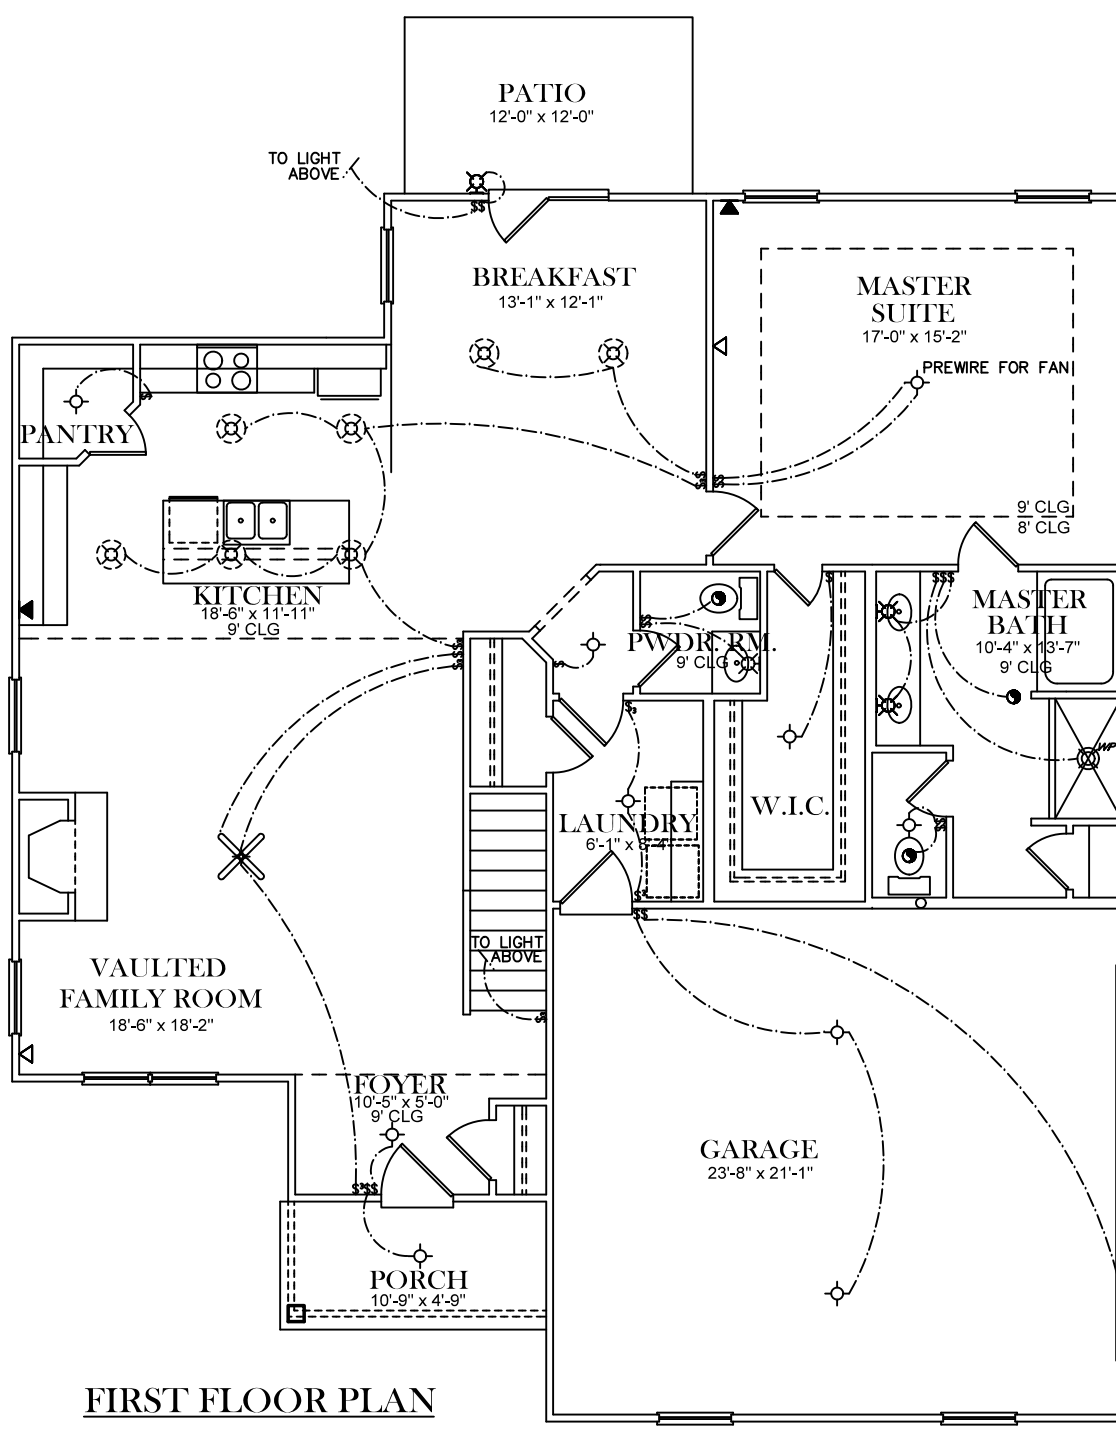 PATIO
12'-0" x 12'-0"
TO LIGHT
ABOVE
$$
BREAKFAST
13'-1" x 12'-1"
MASTER
SUITE
17'-0" x 15'-2"
PREWIRE FOR FAN
$
PANTRY
9' CLG
8' CLG
KITCHEN
18'-6" x 11'-11"
9' CLG
$$$
MASTER
BATH
10'-4" x 13'-7"
9' CLG
$$
PWDR. RM.
9' CLG
$
$3
WP
W.I.C.
LAUNDRY
6'-1" x 8'-4"
$$
$$
TO LIGHT
ABOVE
VAULTED
FAMILY ROOM
18'-6" x 18'-2"
FOYER
10'-5" x 5'-0"
9' CLG
GARAGE
23'-8" x 21'-1"
$3$$
PORCH
10'-9" x 4'-9"
FIRST FLOOR PLAN